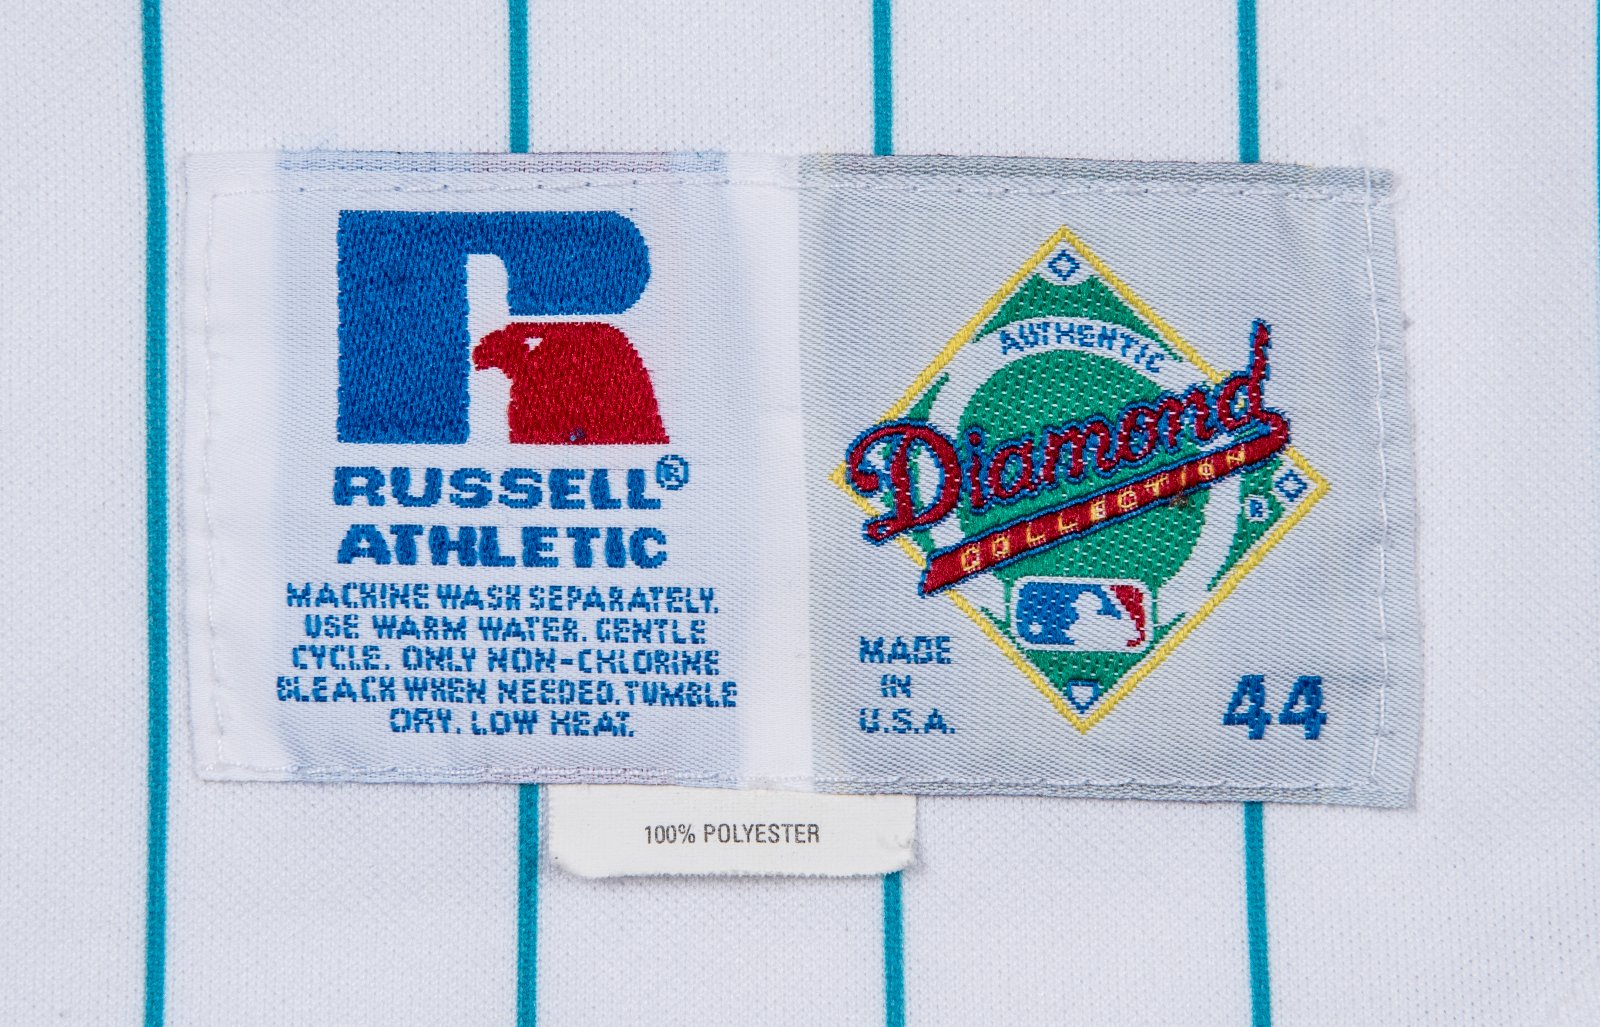 RUSSELL®
ATHLETIC
MACHINE WASH SEPARATELY.
USE WARM WATER. GENTLE
CYCLE. ONLY NON-CHLORINE
BLEACH WHEN NEEDED. TUMBLE
DRY. LOW HEAT.
AUTHENTIC
Diamond
COLLECTION
®
MADE
IN
U.S.A.
44
100% POLYESTER